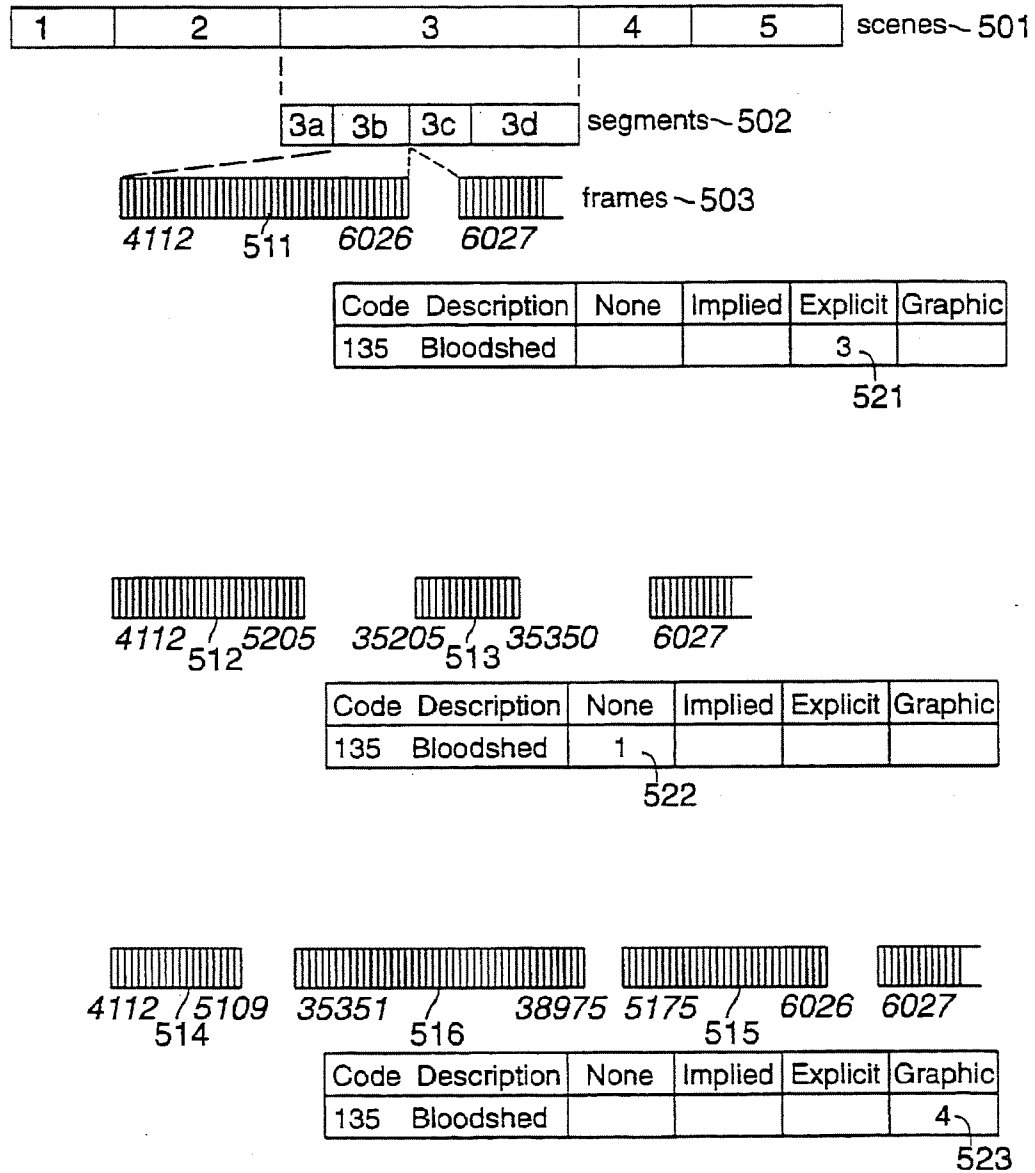 1 2 3 4 5 scenes~501
3a 3b 3c 3d segments~502
frames~503
4112 511 6026 6027
Code Description None Implied Explicit Graphic
135 Bloodshed 3
521
4112 512 5205 35205 513 35350 6027
Code Description None Implied Explicit Graphic
135 Bloodshed 1
522
4112 514 5109 35351 516 38975 5175 515 6026 6027
Code Description None Implied Explicit Graphic
135 Bloodshed 4
523